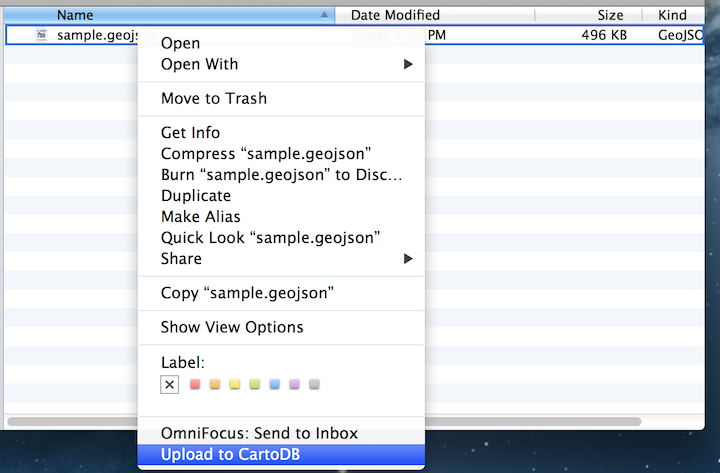 Name Date Modified Size Kind
sample.geojs PM 496 KB GeoJSO
Open
Open With
Move to Trash
Get Info
Compress “sample.geojson”
Burn “sample.geojson” to Disc…
Duplicate
Make Alias
Quick Look “sample.geojson”
Share
Copy “sample.geojson”
Show View Options
Label:
OmniFocus: Send to Inbox
Upload to CartoDB